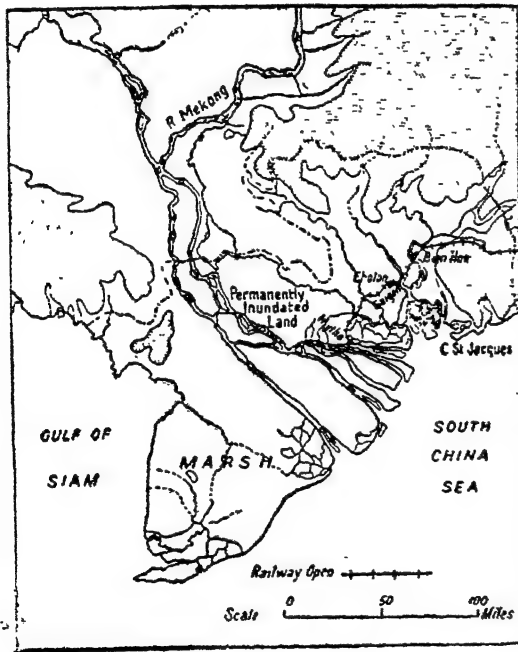 R. Mekong
Bien Hoa
Permanently
Inundated
Land
Mytho
C. St Jacques
GULF OF
SIAM
MARSH
SOUTH
CHINA
SEA
Railway Open
Scale 0 50 100 Miles